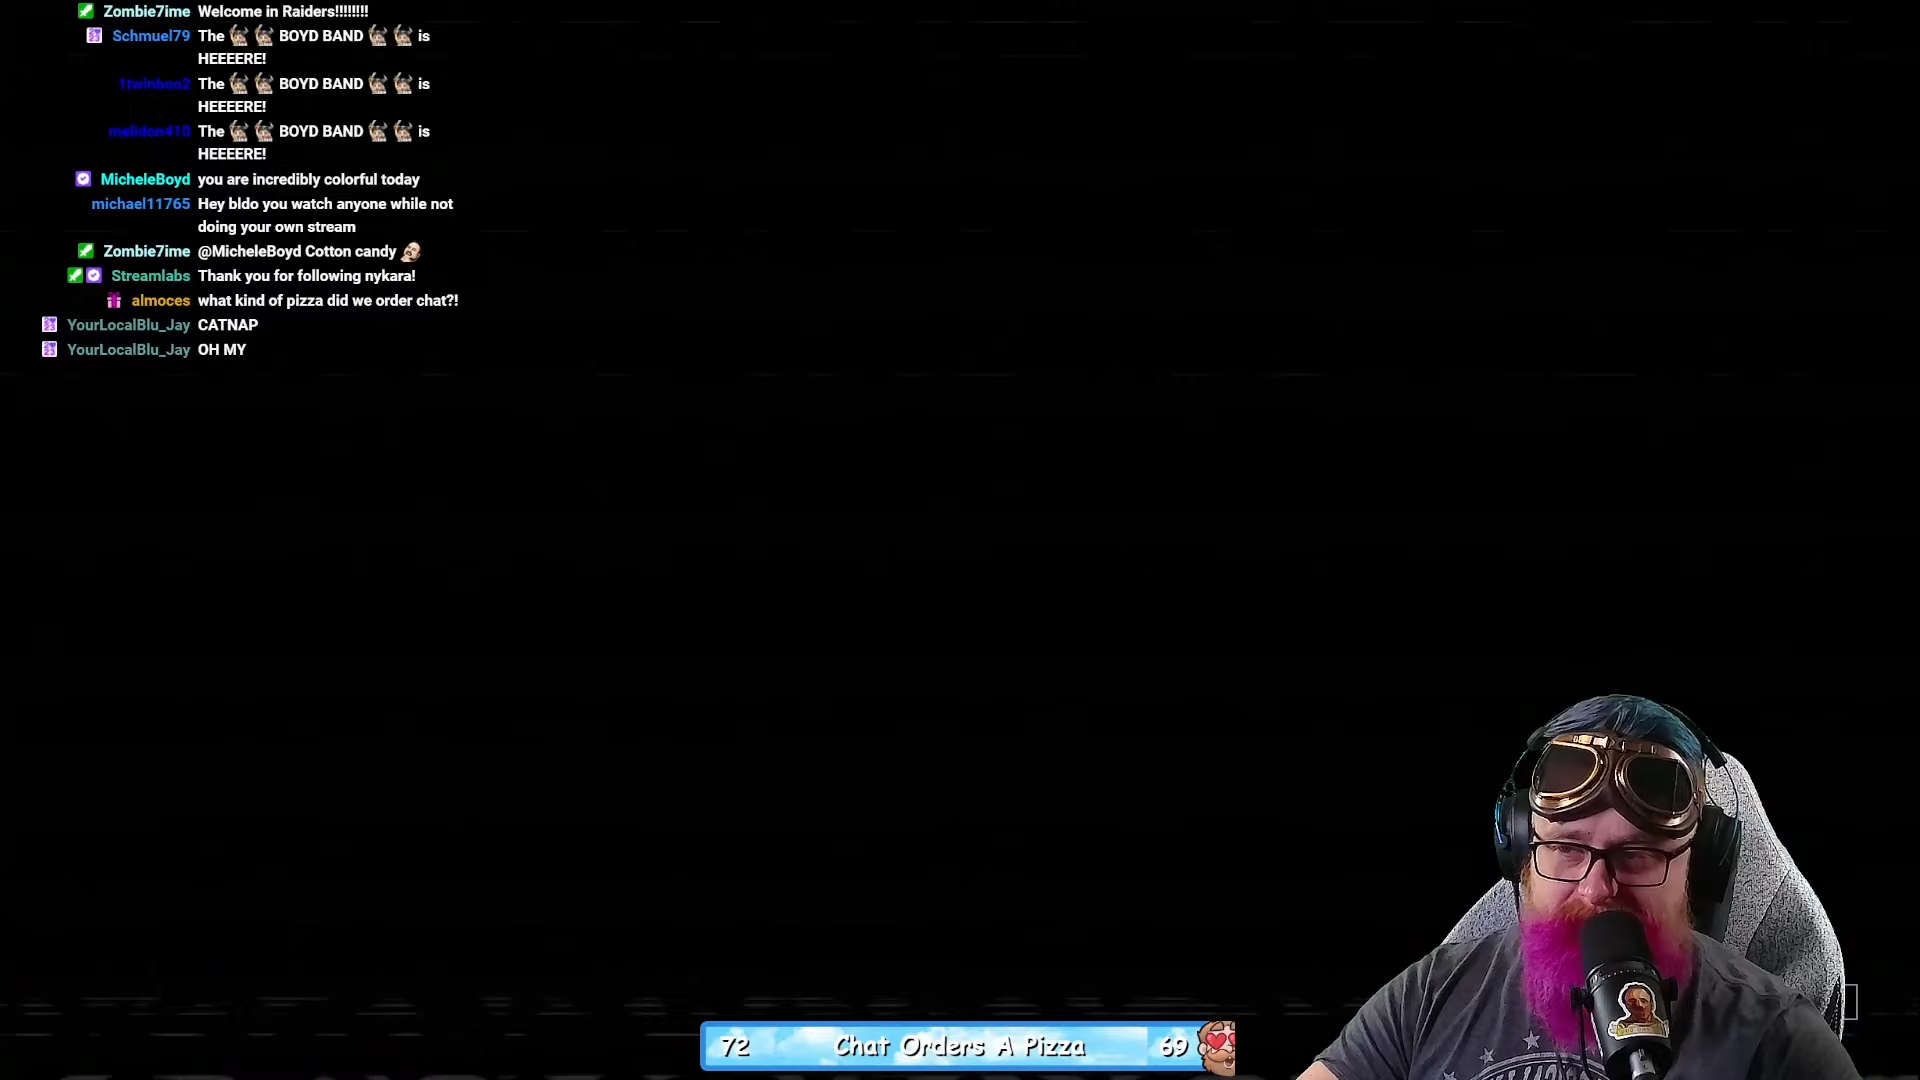 Zombie7ime Welcome in Raiders!!!!!!!!
Schmuel79 The BOYD BAND is
HEEEERE!
1twinboo2 The BOYD BAND is
HEEEERE!
melidon410 The BOYD BAND is
HEEEERE!
MicheleBoyd you are incredibly colorful today
michael11765 Hey bldo you watch anyone while not
doing your own stream
Zombie7ime @MicheleBoyd Cotton candy
Streamlabs Thank you for following nykara!
almoces what kind of pizza did we order chat?!
YourLocalBlu_Jay CATNAP
YourLocalBlu_Jay OH MY
72 Chat Orders A Pizza 69